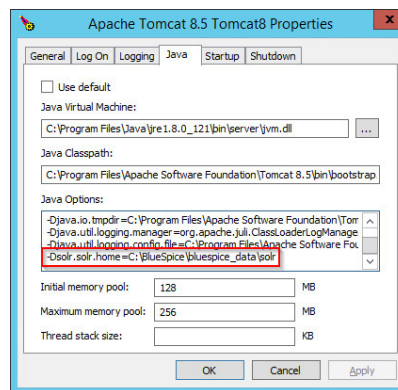 Apache Tomcat 8.5 Tomcat8 Properties
x
General Log On Logging Java Startup Shutdown
Use default
Java Virtual Machine:
C:\Program Files\Java\jre1.8.0_121\bin\server\jvm.dll ...
Java Classpath:
C:\Program Files\Apache Software Foundation\Tomcat 8.5\bin\bootstrap
Java Options:
-Djava.io.tmpdir=C:\Program Files\Apache Software Foundation\Tom
-Djava.util.logging.manager=org.apache.juli.ClassLoaderLogManage
-Djava.util.logging.config.file=C:\Program Files\Apache Software Fou
-Dsolr.solr.home=C:\BlueSpice\bluespice_data\solr
Initial memory pool: 128 MB
Maximum memory pool: 256 MB
Thread stack size: KB
OK Cancel Apply